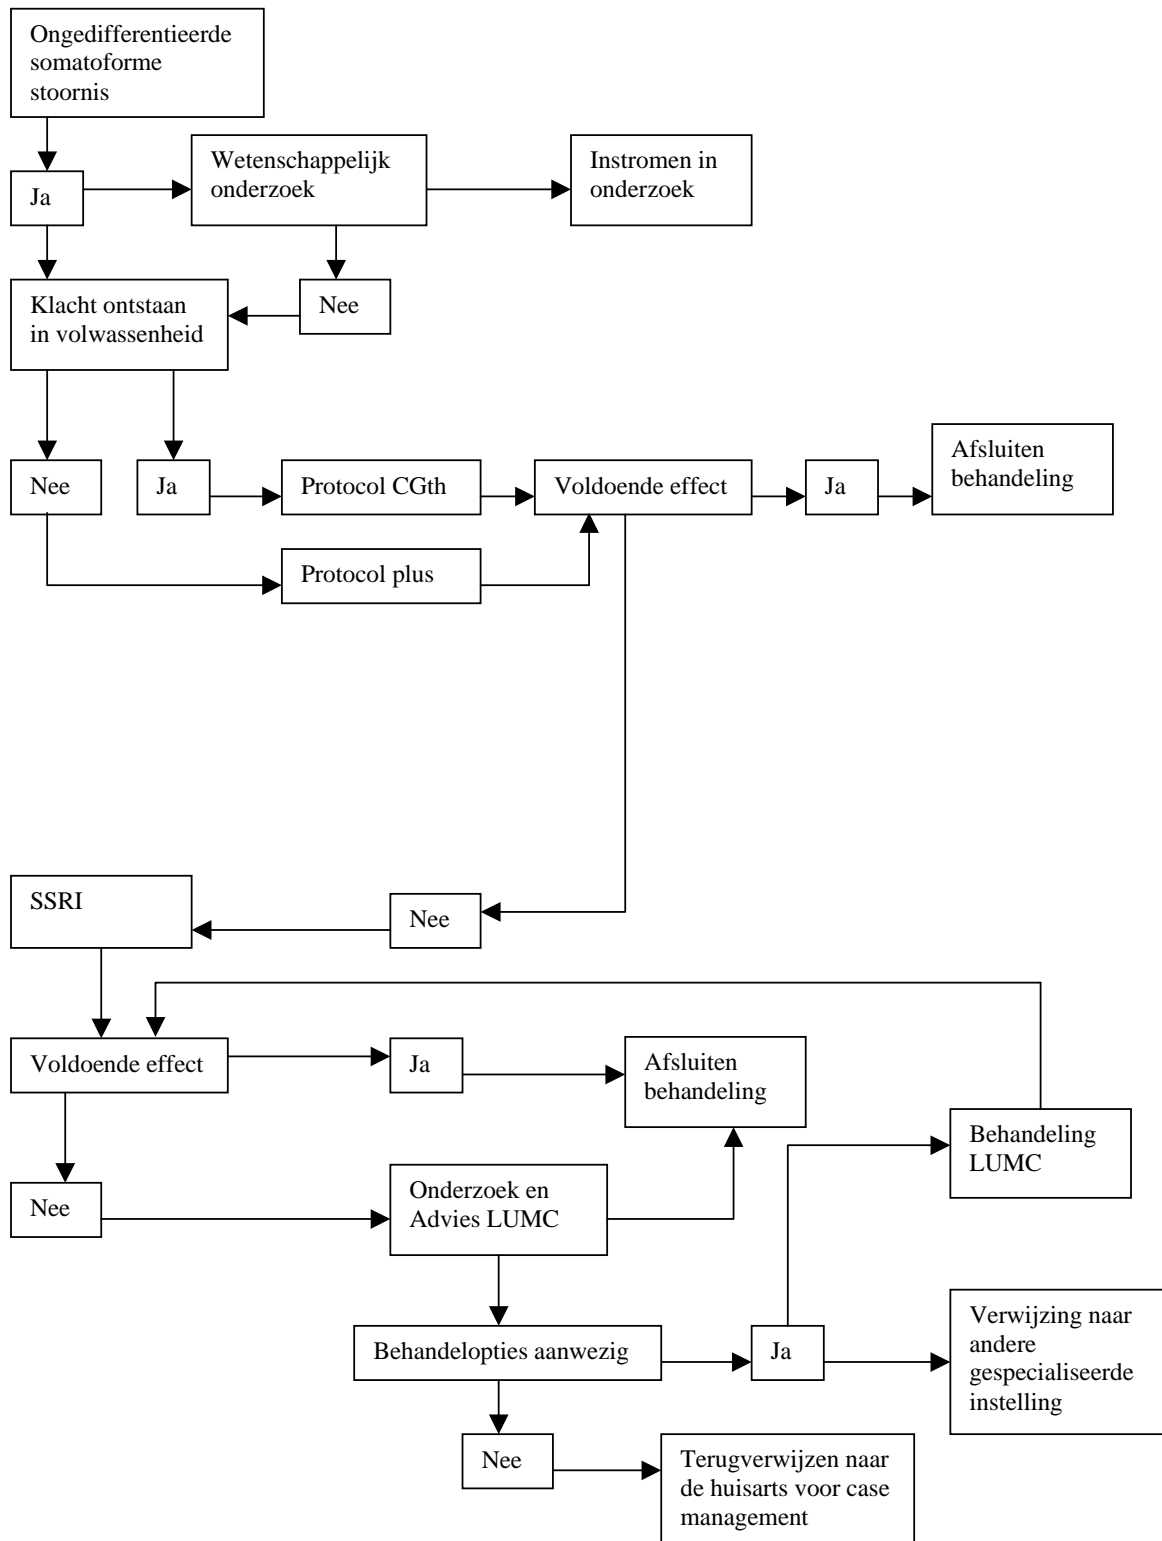 Ongedifferentieerde
somatoforme
stoornis
Wetenschappelijk
onderzoek
Instromen in
onderzoek
Ja
Klacht ontstaan
in volwassenheid
Nee
Nee
Ja
Protocol CGth
Voldoende effect
Ja
Afsluiten
behandeling
Protocol plus
SSRI
Nee
Voldoende effect
Ja
Afsluiten
behandeling
Behandeling
LUMC
Nee
Onderzoek en
Advies LUMC
Behandelopties aanwezig
Ja
Verwijzing naar
andere
gespecialiseerde
instelling
Nee
Terugverwijzen naar
de huisarts voor case
management